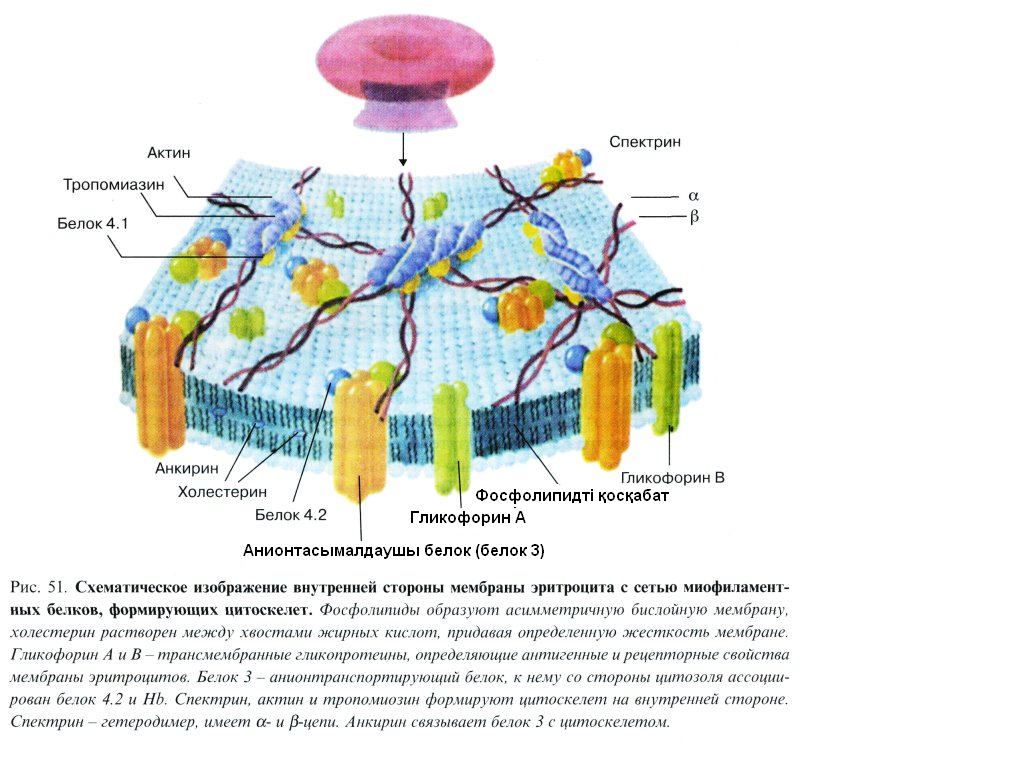 Спектрин
Актин
Тропомиазин
α
β
Белок 4.1
Анкирин
Холестерин
Белок 4.2
Гликофорин В
Фосфолипидті қосқабат
Гликофорин А
Анионтасымалдаушы белок (белок 3)
Рис. 51. Схематическое изображение внутренней стороны мембраны эритроцита с сетью миофиламент-
ных белков, формирующих цитоскелет. Фосфолипиды образуют асимметричную бислойную мембрану,
холестерин растворен между хвостами жирных кислот, придавая определенную жесткость мембране.
Гликофорин А и В – трансмембранные гликопротеины, определяющие антигенные и рецепторные свойства
мембраны эритроцитов. Белок 3 – анионтранспортирующий белок, к нему со стороны цитозоля ассоции-
рован белок 4.2 и Hb. Спектрин, актин и тропомиозин формируют цитоскелет на внутренней стороне.
Спектрин – гетеродимер, имеет α- и β-цепи. Анкирин связывает белок 3 с цитоскелетом.